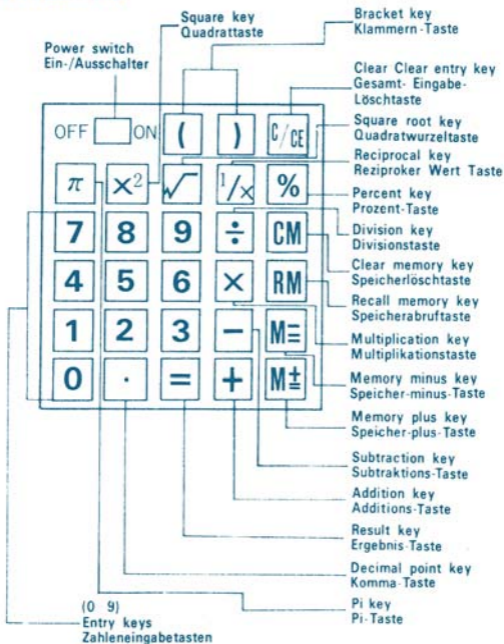 Square key
Quadrattaste
Power switch
Ein-/Ausschalter
Bracket key
Klammern-Taste
Clear Clear entry key
Gesamt- Eingabe-
Löschtaste
Square root key
Quadratwurzeltaste
Reciprocal key
Reziproker Wert Taste
Percent key
Prozent-Taste
Division key
Divisionstaste
Clear memory key
Speicherlöschtaste
Recall memory key
Speicherabruftaste
Multiplication key
Multiplikationstaste
Memory minus key
Speicher-minus-Taste
Memory plus key
Speicher-plus-Taste
Subtraction key
Subtraktions-Taste
Addition key
Additions-Taste
Result key
Ergebnis-Taste
Decimal point key
Komma-Taste
Pi key
Pi-Taste
OFF ON ( ) C/CE
π x² √ 1/x %
7 8 9 ÷ CM
4 5 6 × RM
1 2 3 − M=
0 · = + M±
(0 9)
Entry keys
Zahleneingabetasten